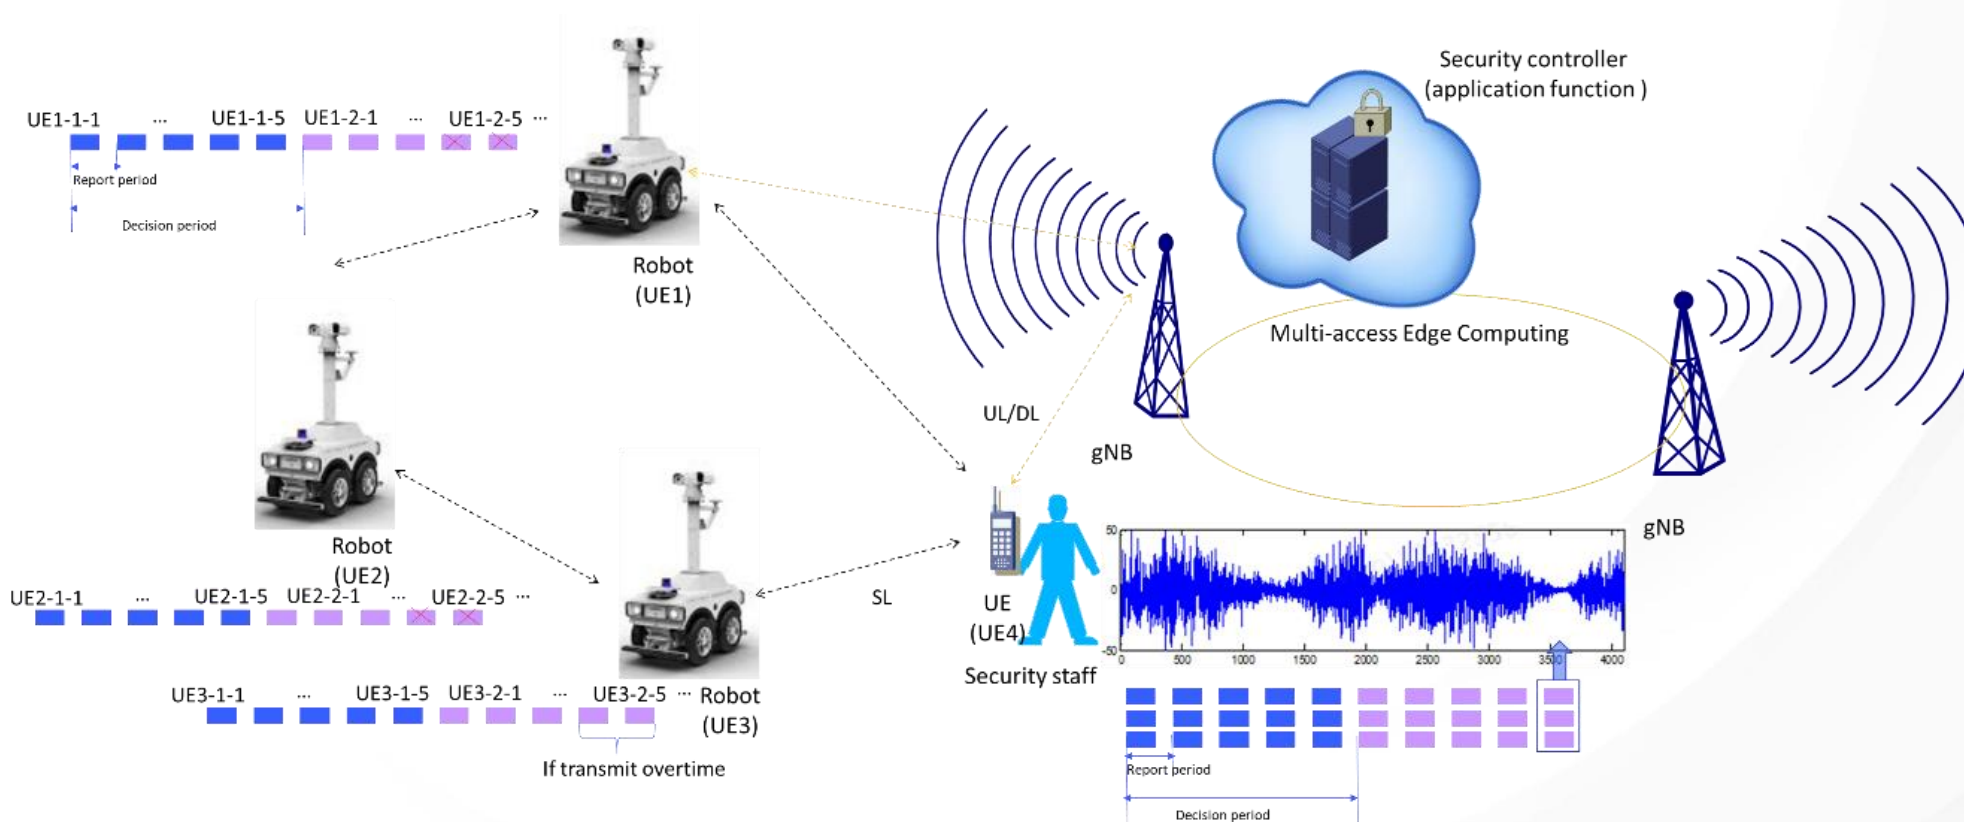 Security controller
(application function )
UE1-1-1 ... UE1-1-5 UE1-2-1 ... UE1-2-5 ...
Report period
Decision period
Robot
(UE1)
Multi-access Edge Computing
UL/DL
gNB
gNB
Robot
(UE2)
UE2-1-1 ... UE2-1-5 UE2-2-1 ... UE2-2-5 ...
SL
UE
(UE4)
Security staff
50
0
-50
0 500 1000 1500 2000 2500 3000 3500 4000
UE3-1-1 ... UE3-1-5 UE3-2-1 ... UE3-2-5 ...
Robot
(UE3)
If transmit overtime
Report period
Decision period